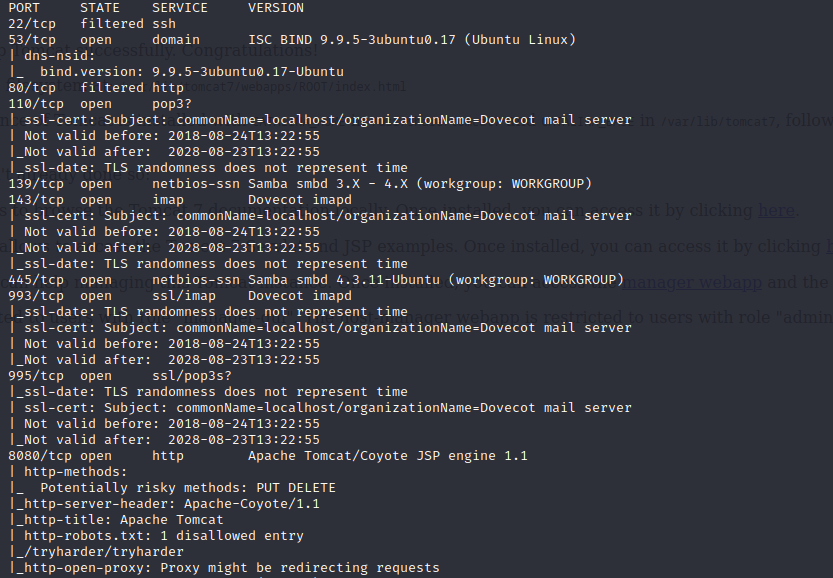 PORT     STATE    SERVICE     VERSION
22/tcp   filtered ssh
53/tcp   open     domain      ISC BIND 9.9.5-3ubuntu0.17 (Ubuntu Linux)
| dns-nsid:
|_  bind.version: 9.9.5-3ubuntu0.17-Ubuntu
80/tcp   filtered http
110/tcp  open     pop3?
| ssl-cert: Subject: commonName=localhost/organizationName=Dovecot mail server
| Not valid before: 2018-08-24T13:22:55
|_Not valid after:  2028-08-23T13:22:55
|_ssl-date: TLS randomness does not represent time
139/tcp  open     netbios-ssn Samba smbd 3.X - 4.X (workgroup: WORKGROUP)
143/tcp  open     imap        Dovecot imapd
| ssl-cert: Subject: commonName=localhost/organizationName=Dovecot mail server
| Not valid before: 2018-08-24T13:22:55
|_Not valid after:  2028-08-23T13:22:55
|_ssl-date: TLS randomness does not represent time
445/tcp  open     netbios-ssn Samba smbd 4.3.11-Ubuntu (workgroup: WORKGROUP)
993/tcp  open     ssl/imap    Dovecot imapd
|_ssl-date: TLS randomness does not represent time
| ssl-cert: Subject: commonName=localhost/organizationName=Dovecot mail server
| Not valid before: 2018-08-24T13:22:55
|_Not valid after:  2028-08-23T13:22:55
995/tcp  open     ssl/pop3s?
|_ssl-date: TLS randomness does not represent time
| ssl-cert: Subject: commonName=localhost/organizationName=Dovecot mail server
| Not valid before: 2018-08-24T13:22:55
|_Not valid after:  2028-08-23T13:22:55
8080/tcp open     http        Apache Tomcat/Coyote JSP engine 1.1
| http-methods:
|_  Potentially risky methods: PUT DELETE
|_http-server-header: Apache-Coyote/1.1
|_http-title: Apache Tomcat
| http-robots.txt: 1 disallowed entry
|_/tryharder/tryharder
|_http-open-proxy: Proxy might be redirecting requests